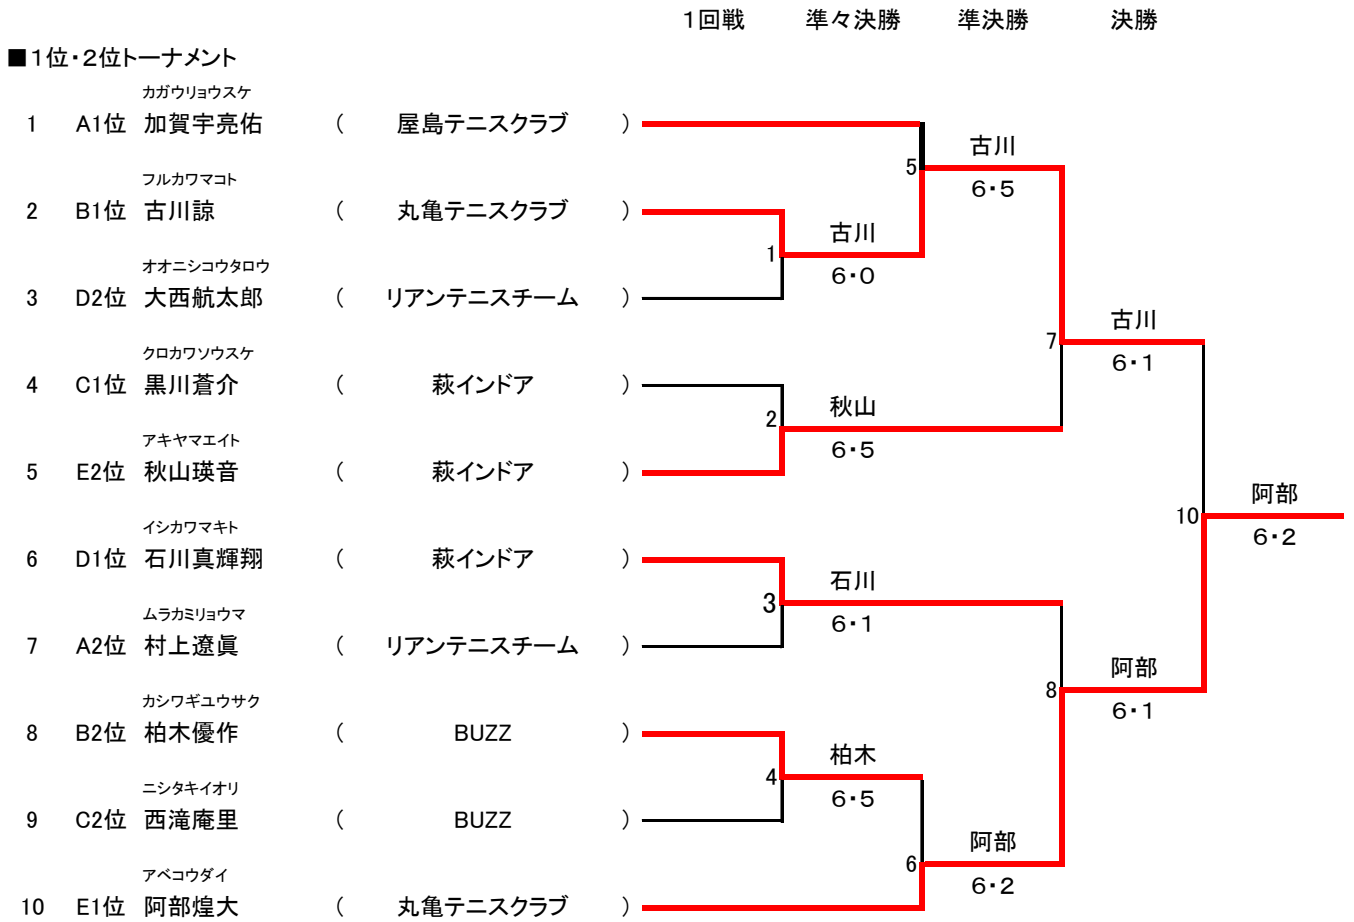 １回戦 準々決勝 準決勝 決勝
■１位・２位トーナメント
カガウリョウスケ
1 A1位 加賀宇亮佑 （ 屋島テニスクラブ ）
古川
5
６・５
フルカワマコト
2 B1位 古川諒 （ 丸亀テニスクラブ ）
古川
1
６・０
オオニシコウタロウ
3 D2位 大西航太郎 （ リアンテニスチーム ）
古川
7
６・１
クロカワソウスケ
4 C1位 黒川蒼介 （ 萩インドア ）
秋山
2
６・５
アキヤマエイト
5 E2位 秋山瑛音 （ 萩インドア ）
阿部
10
６・２
イシカワマキト
6 D1位 石川真輝翔 （ 萩インドア ）
石川
3
６・１
ムラカミリョウマ
7 A2位 村上遼眞 （ リアンテニスチーム ）
阿部
8
６・１
カシワギユウサク
8 B2位 柏木優作 （ BUZZ ）
柏木
4
６・５
ニシタキイオリ
9 C2位 西滝庵里 （ BUZZ ）
阿部
6
６・２
アベコウダイ
10 E1位 阿部煌大 （ 丸亀テニスクラブ ）